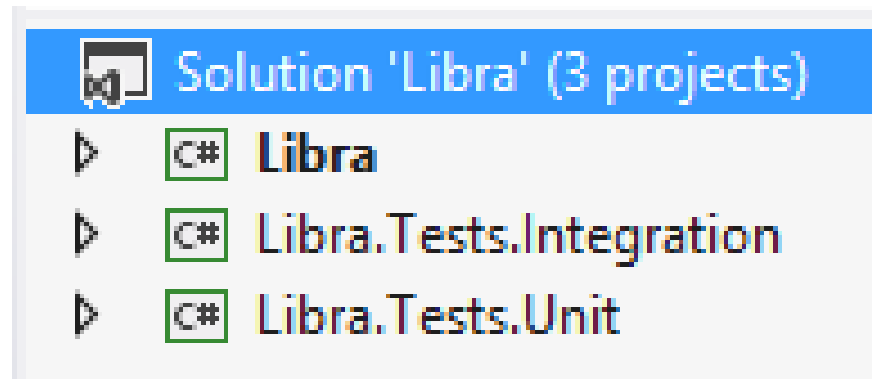 Solution 'Libra' (3 projects)
C# Libra
C# Libra.Tests.Integration
C# Libra.Tests.Unit